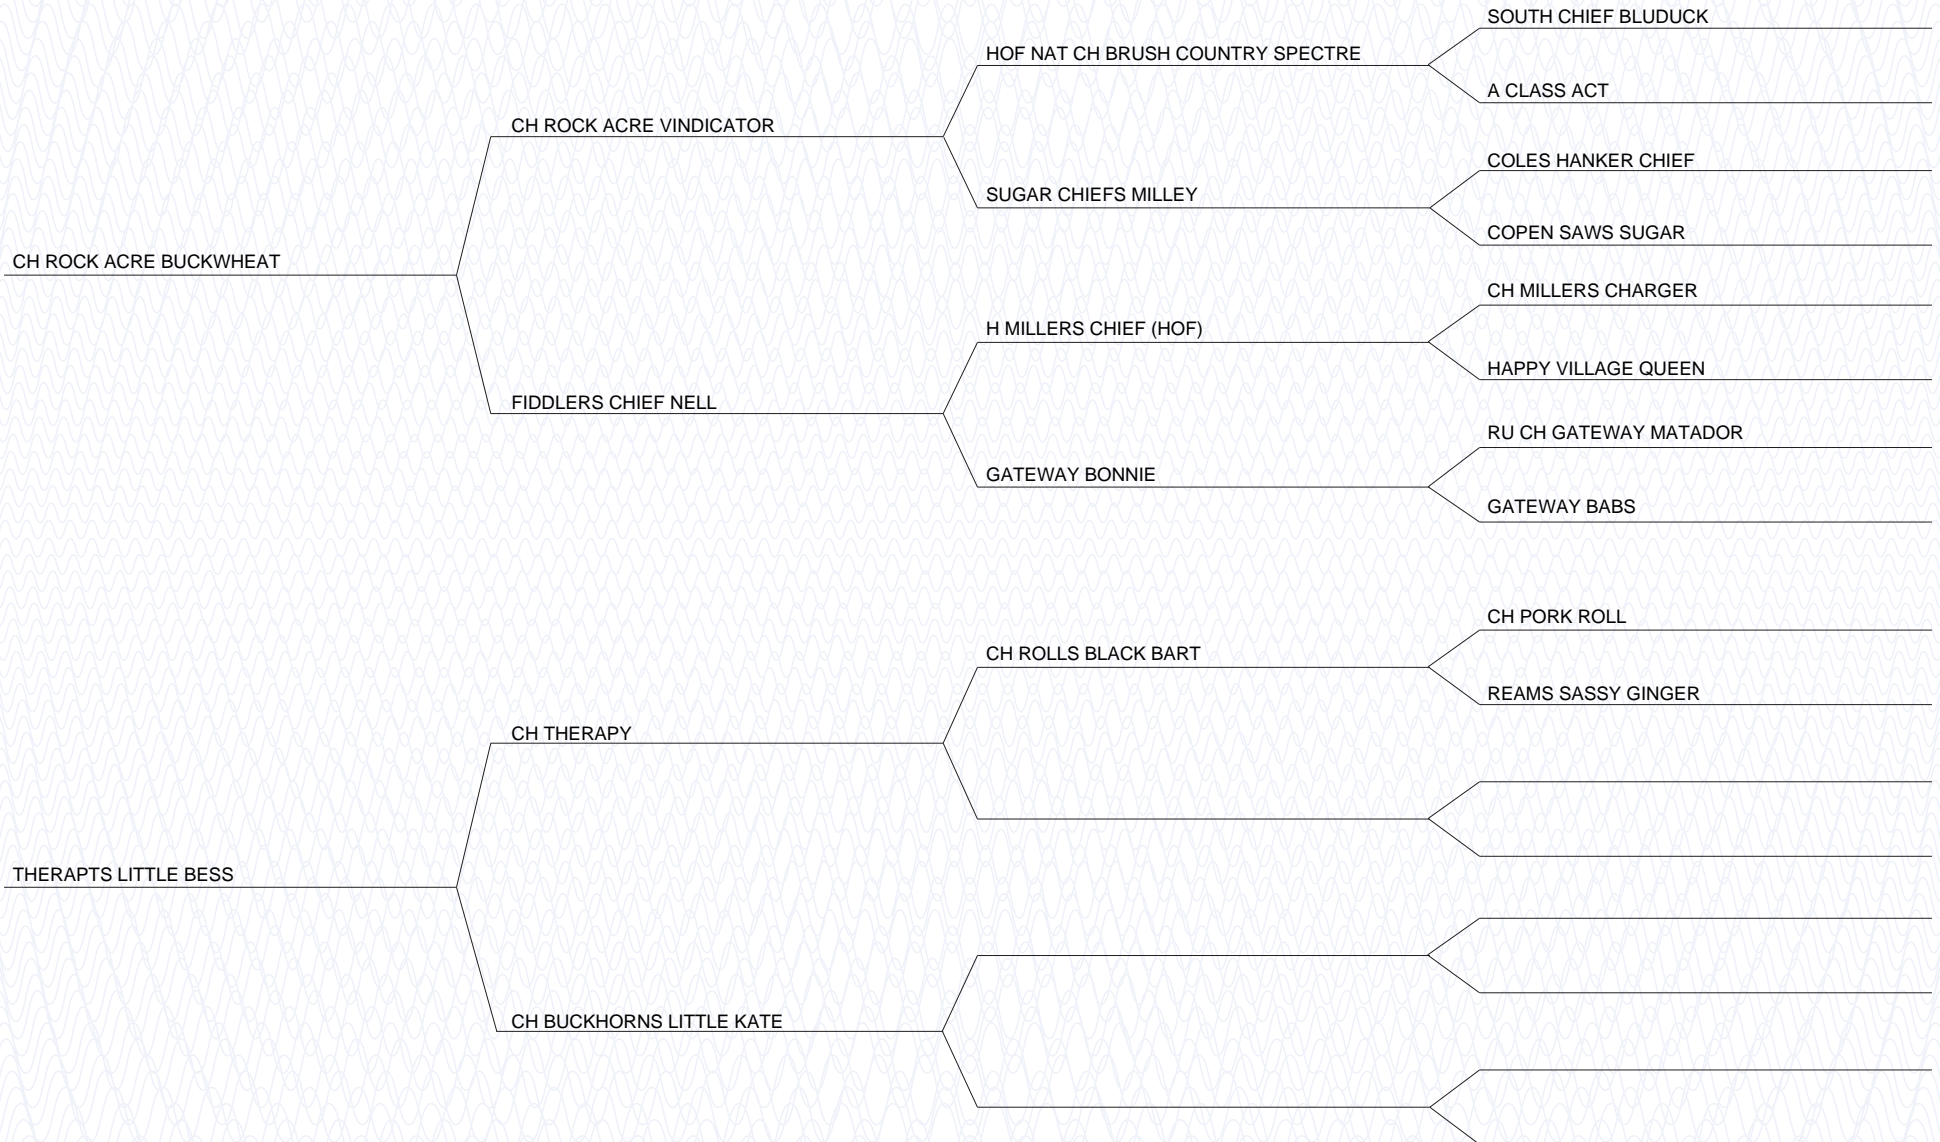 SOUTH CHIEF BLUDUCK
HOF NAT CH BRUSH COUNTRY SPECTRE
A CLASS ACT
CH ROCK ACRE VINDICATOR
COLES HANKER CHIEF
SUGAR CHIEFS MILLEY
COPEN SAWS SUGAR
CH ROCK ACRE BUCKWHEAT
CH MILLERS CHARGER
H MILLERS CHIEF (HOF)
HAPPY VILLAGE QUEEN
FIDDLERS CHIEF NELL
RU CH GATEWAY MATADOR
GATEWAY BONNIE
GATEWAY BABS
CH PORK ROLL
CH ROLLS BLACK BART
REAMS SASSY GINGER
CH THERAPY
THERAPTS LITTLE BESS
CH BUCKHORNS LITTLE KATE